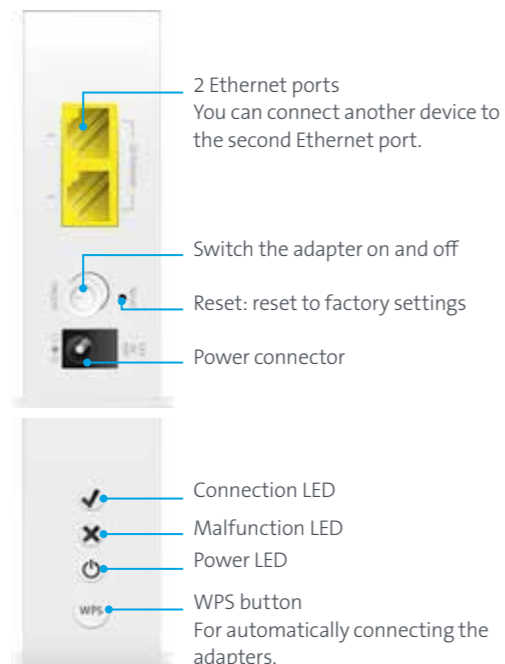 2 Ethernet ports
You can connect another device to
the second Ethernet port.
Switch the adapter on and off
Reset: reset to factory settings
Power connector
Connection LED
Malfunction LED
Power LED
WPS
WPS button
For automatically connecting the
adapters.